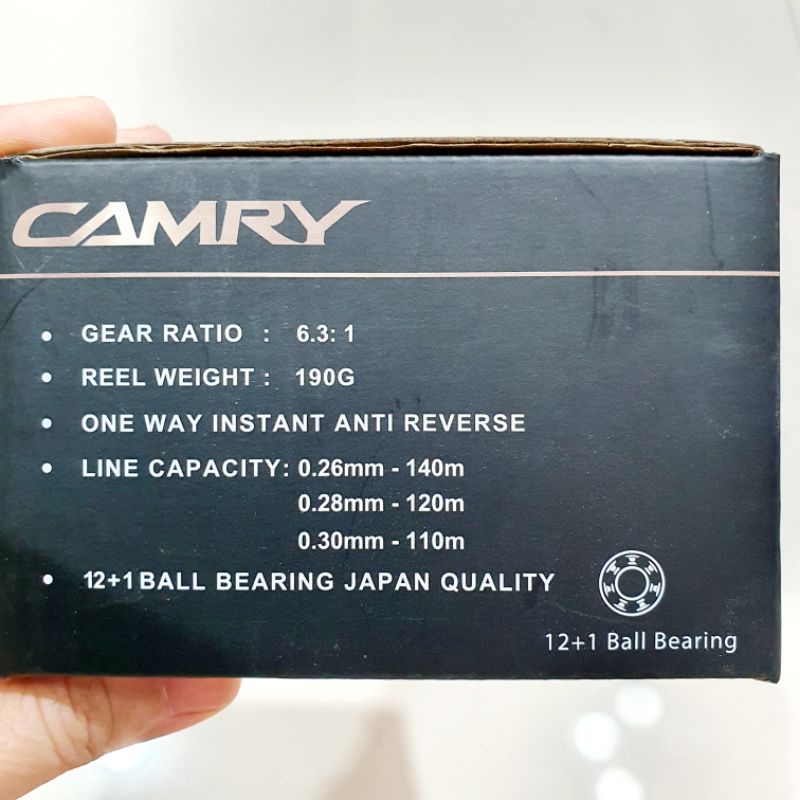 CAMRY
• GEAR RATIO : 6.3: 1
• REEL WEIGHT : 190G
• ONE WAY INSTANT ANTI REVERSE
• LINE CAPACITY: 0.26mm - 140m
0.28mm - 120m
0.30mm - 110m
• 12+1 BALL BEARING JAPAN QUALITY
12+1 Ball Bearing